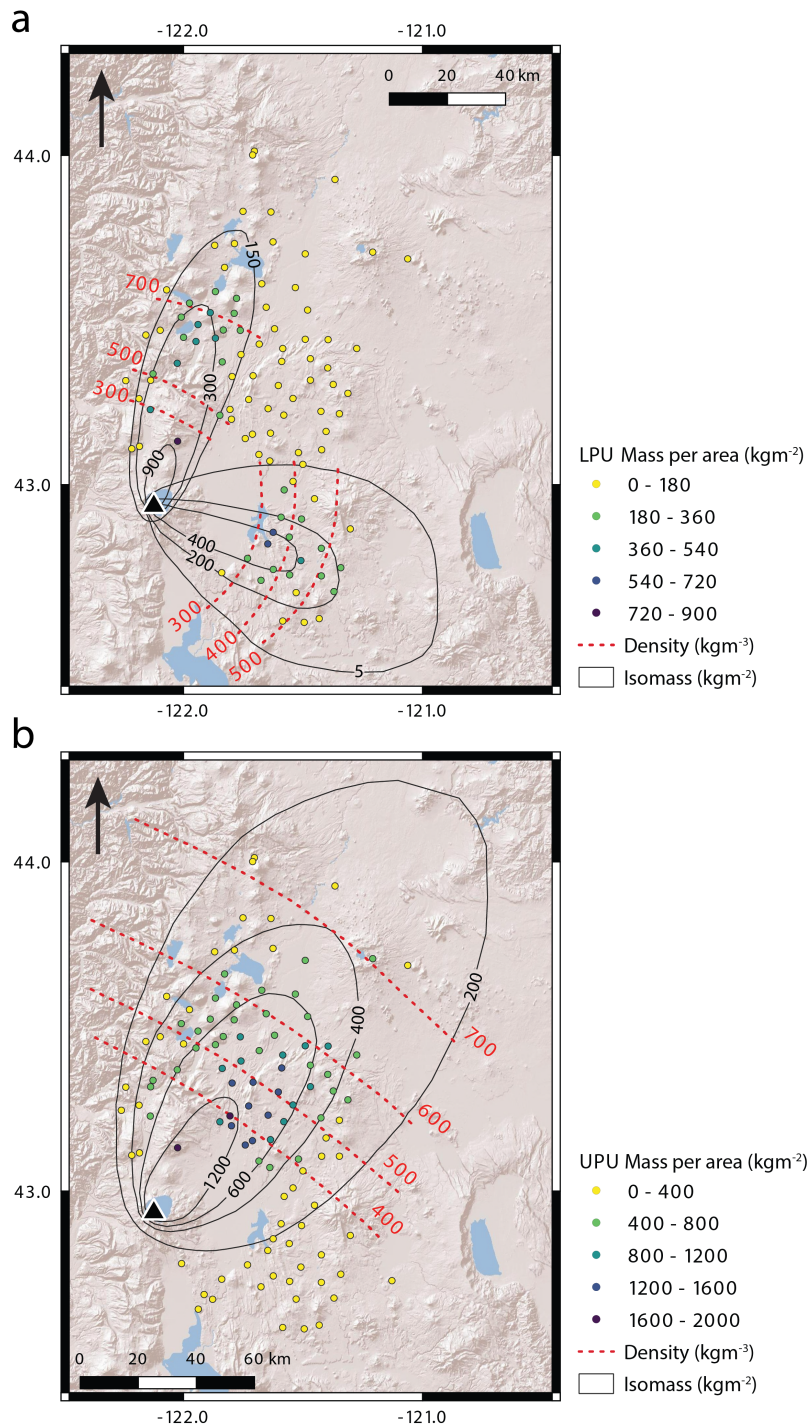 a
-122.0 -121.0
0 20 40 km
44.0
150
700
500
300
300
900
43.0
400
200
300
400
500
5
-122.0 -121.0
LPU Mass per area (kgm-2)
0 - 180
180 - 360
360 - 540
540 - 720
720 - 900
Density (kgm-3)
Isomass (kgm-2)
b
44.0
200
400
700
600
500
400
1200
600
43.0
0 20 40 60 km
-122.0 -121.0
UPU Mass per area (kgm-2)
0 - 400
400 - 800
800 - 1200
1200 - 1600
1600 - 2000
Density (kgm-3)
Isomass (kgm-2)